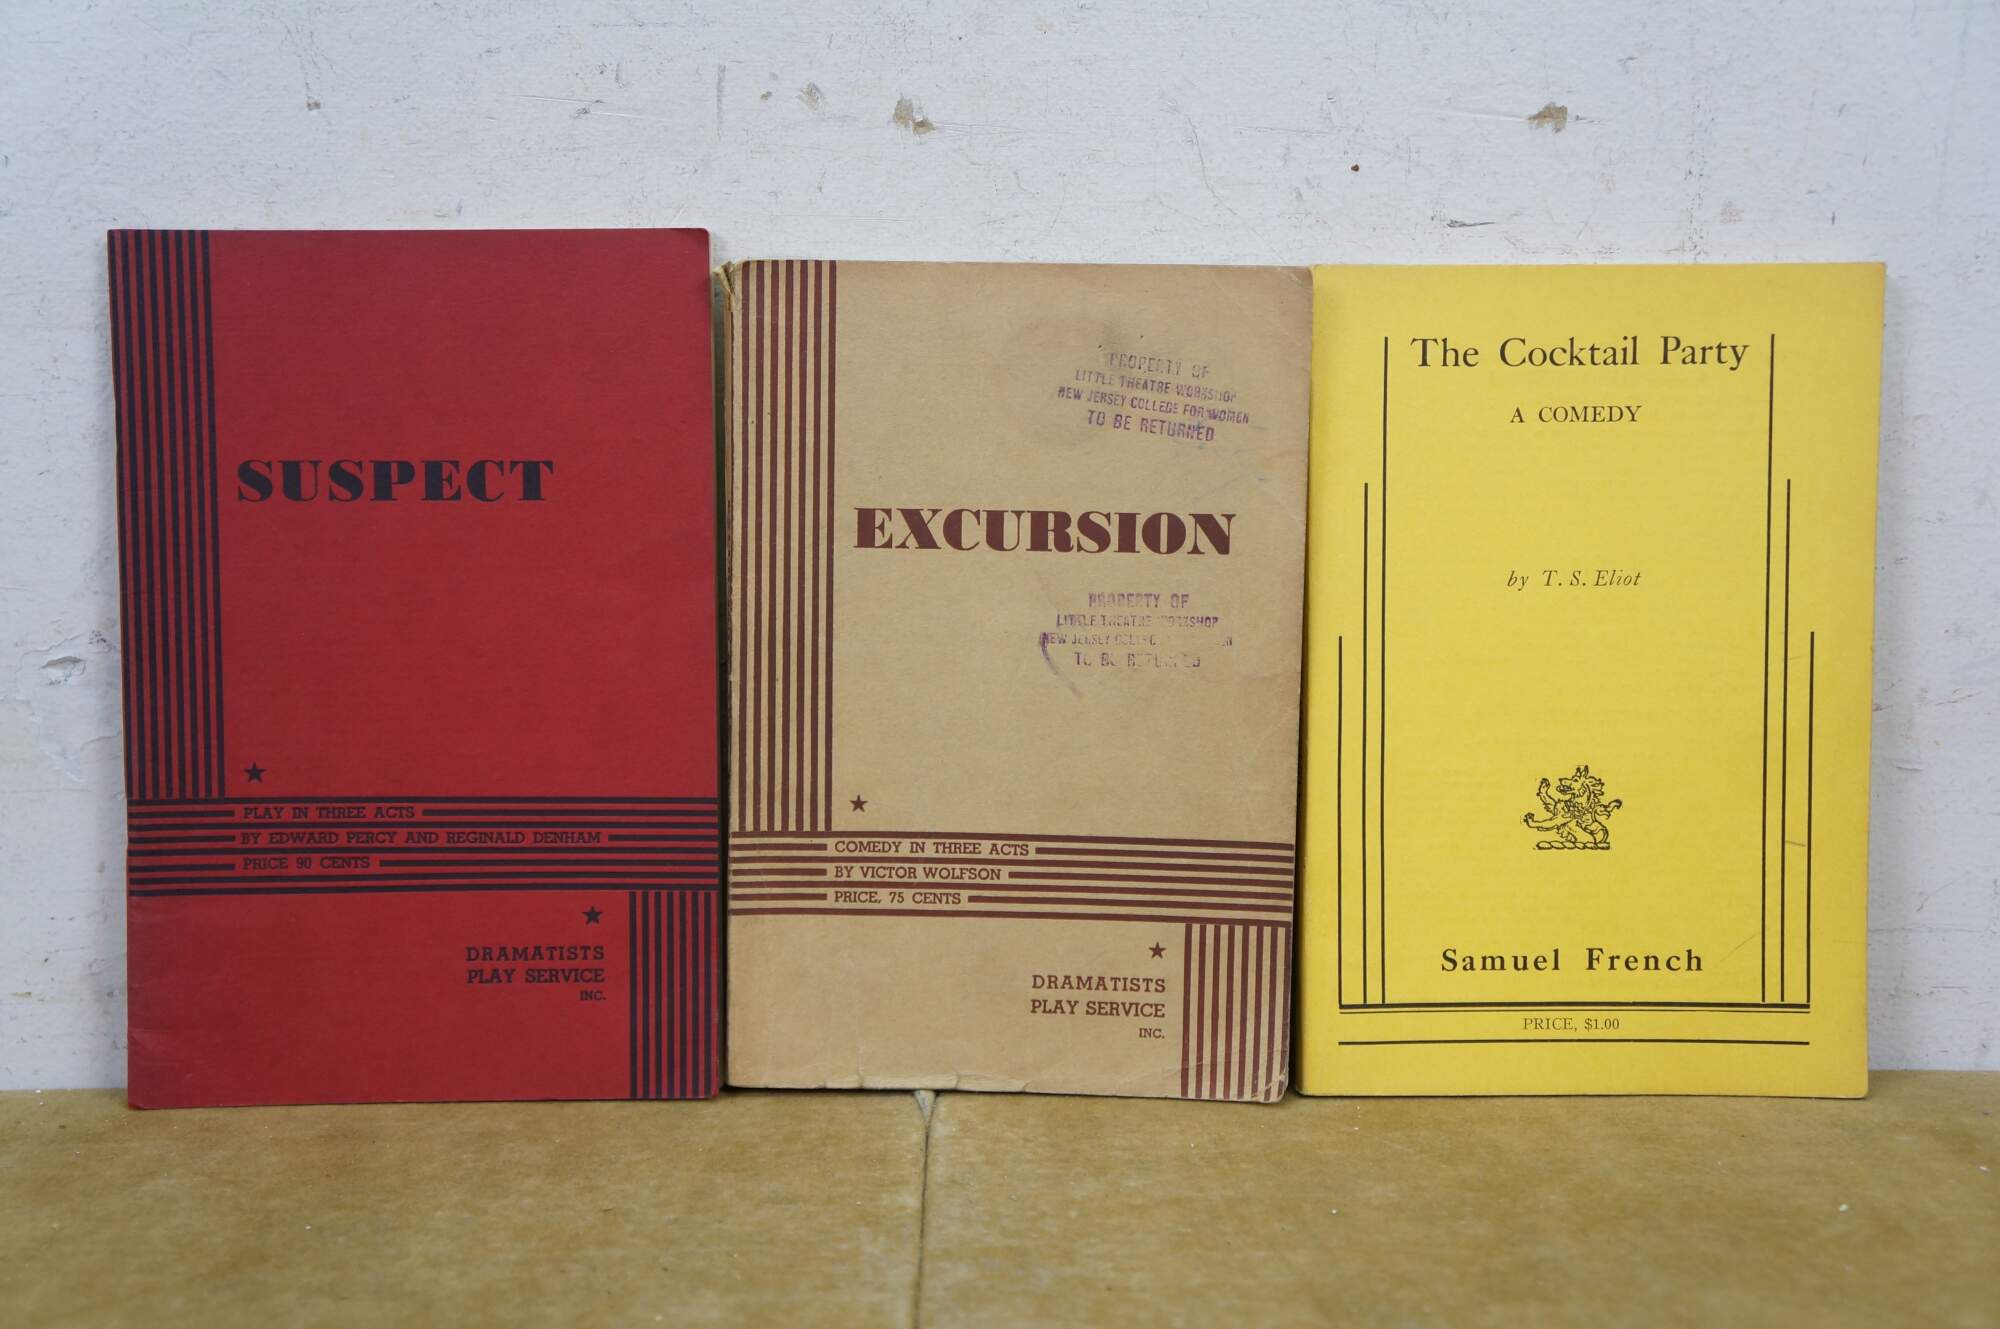 SUSPECT
PLAY IN THREE ACTS
BY EDWARD PERCY AND REGINALD DENHAM
PRICE 90 CENTS
DRAMATISTS
PLAY SERVICE
INC.
PROPERTY OF
LITTLE THEATRE WORKSHOP
NEW JERSEY COLLEGE FOR WOMEN
TO BE RETURNED
EXCURSION
PROPERTY OF
LITTLE THEATRE WORKSHOP
NEW JERSEY
TO BE RETURNED
COMEDY IN THREE ACTS
BY VICTOR WOLFSON
PRICE, 75 CENTS
DRAMATISTS
PLAY SERVICE
INC.
The Cocktail Party
A COMEDY
by T. S. Eliot
Samuel French
PRICE, $1.00